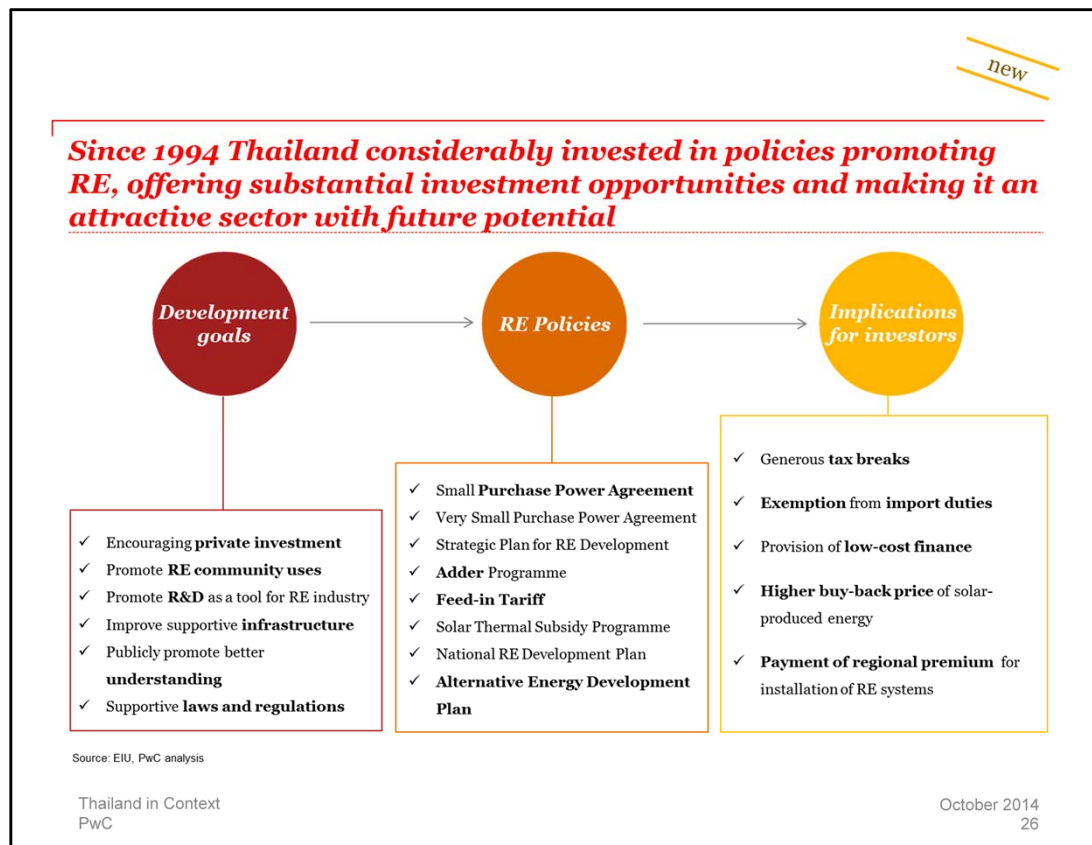 new
Since 1994 Thailand considerably invested in policies promoting
RE, offering substantial investment opportunities and making it an
attractive sector with future potential
Development
goals
RE Policies
Implications
for investors
✓ Encouraging private investment
✓ Promote RE community uses
✓ Promote R&D as a tool for RE industry
✓ Improve supportive infrastructure
✓ Publicly promote better
understanding
✓ Supportive laws and regulations
✓ Small Purchase Power Agreement
✓ Very Small Purchase Power Agreement
✓ Strategic Plan for RE Development
✓ Adder Programme
✓ Feed-in Tariff
✓ Solar Thermal Subsidy Programme
✓ National RE Development Plan
✓ Alternative Energy Development
Plan
✓ Generous tax breaks
✓ Exemption from import duties
✓ Provision of low-cost finance
✓ Higher buy-back price of solar-
produced energy
✓ Payment of regional premium for
installation of RE systems
Source: EIU, PwC analysis
Thailand in Context
PwC
October 2014
26